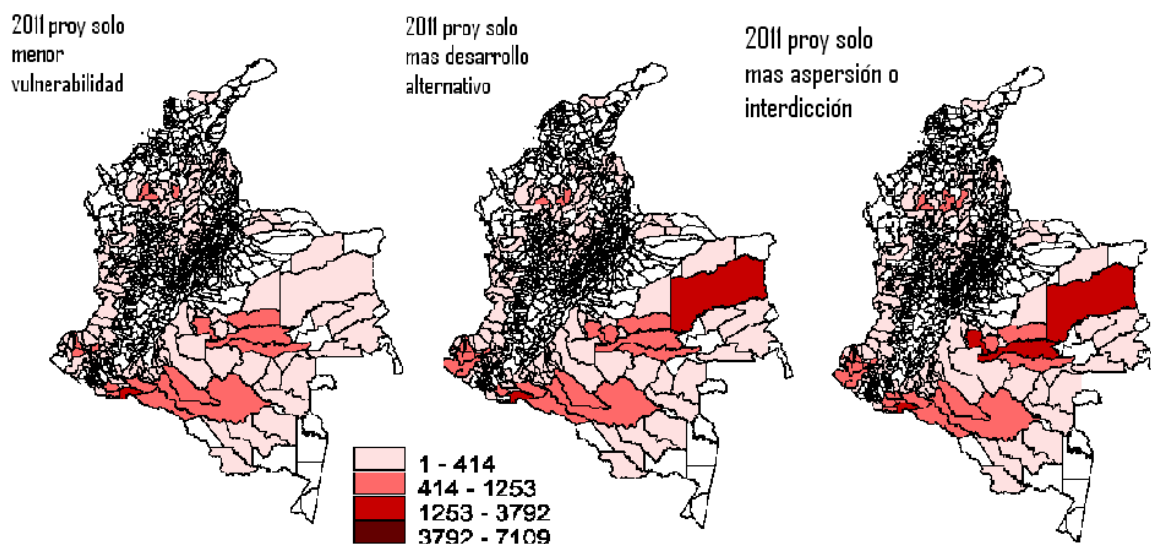 2011 proy solo
menor
vulnerabilidad
2011 proy solo
mas desarrollo
alternativo
2011 proy solo
mas aspersión o
interdicción
1 - 414
414 - 1253
1253 - 3792
3792 - 7109